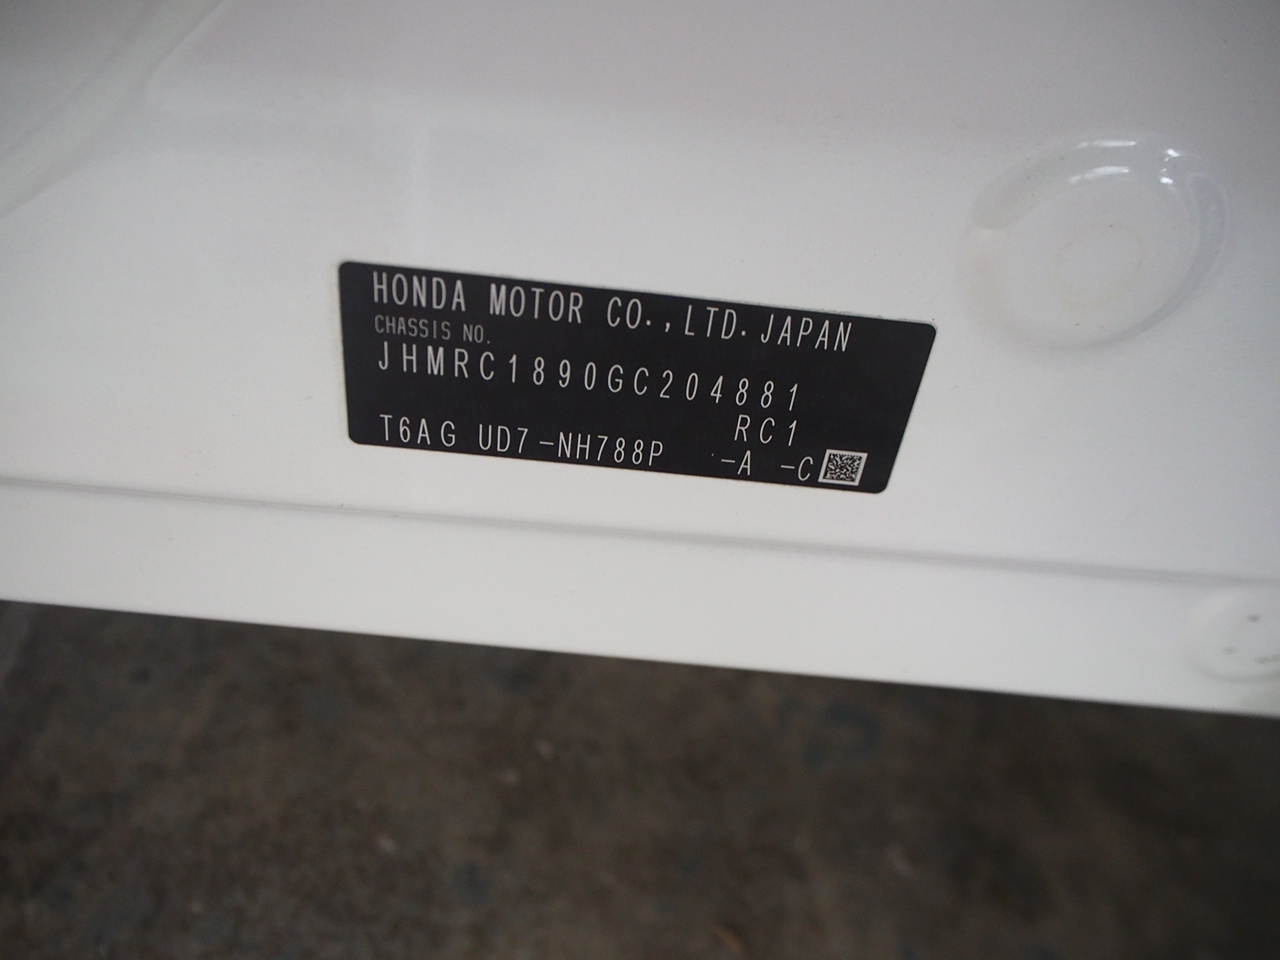 HONDA MOTOR CO., LTD. JAPAN
CHASSIS NO.
JHMRC1890GC204881
RC1
T6AG UD7-NH788P -A -C